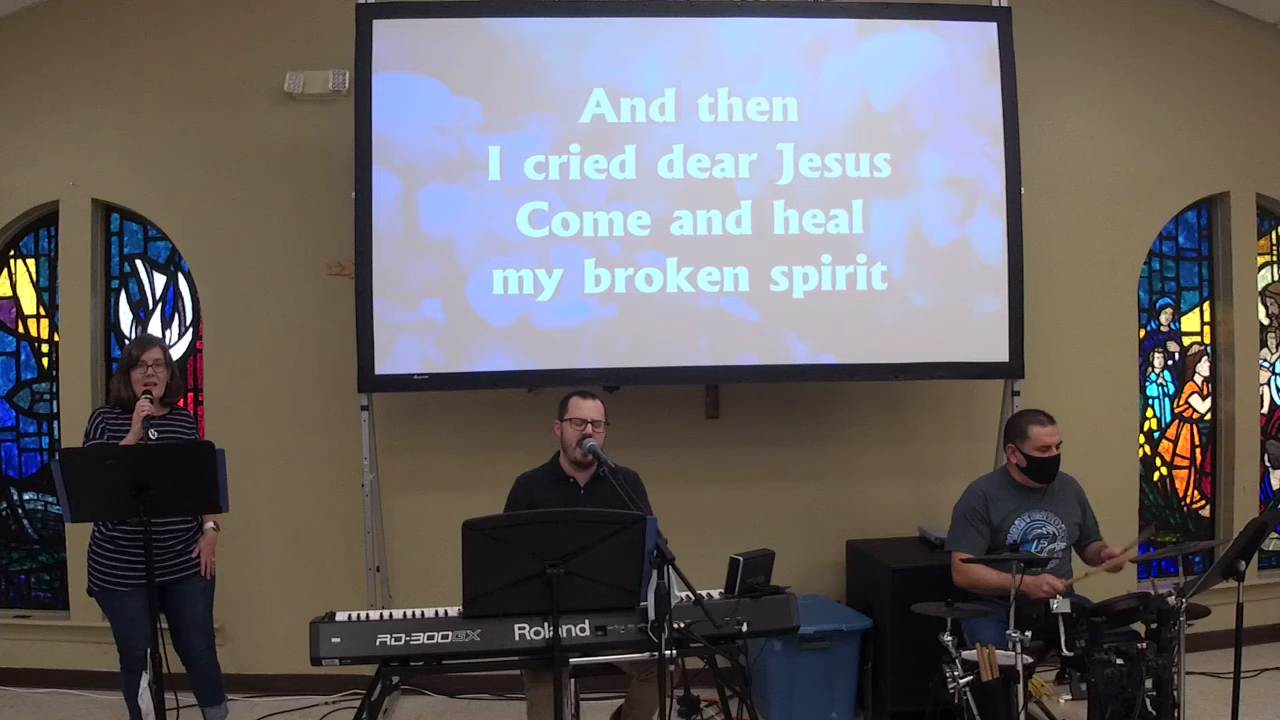 And then
I cried dear Jesus
Come and heal
my broken spirit
RD-300GX
Roland